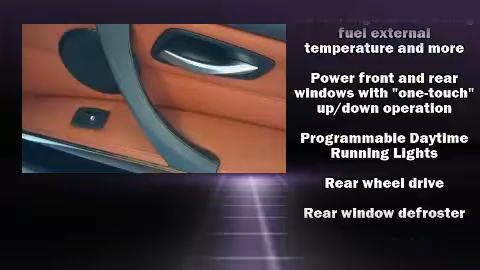 fuel external
temperature and more
Power front and rear
windows with "one-touch"
up/down operation
Programmable Daytime
Running Lights
Rear wheel drive
Rear window defroster